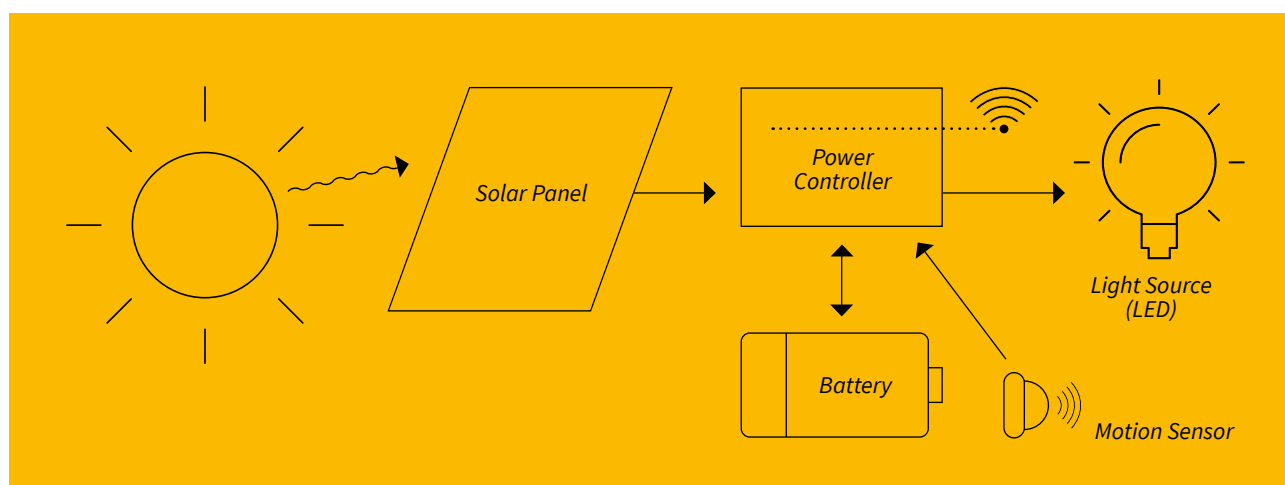 Solar Panel
Power
Controller
Light Source
(LED)
Battery
Motion Sensor